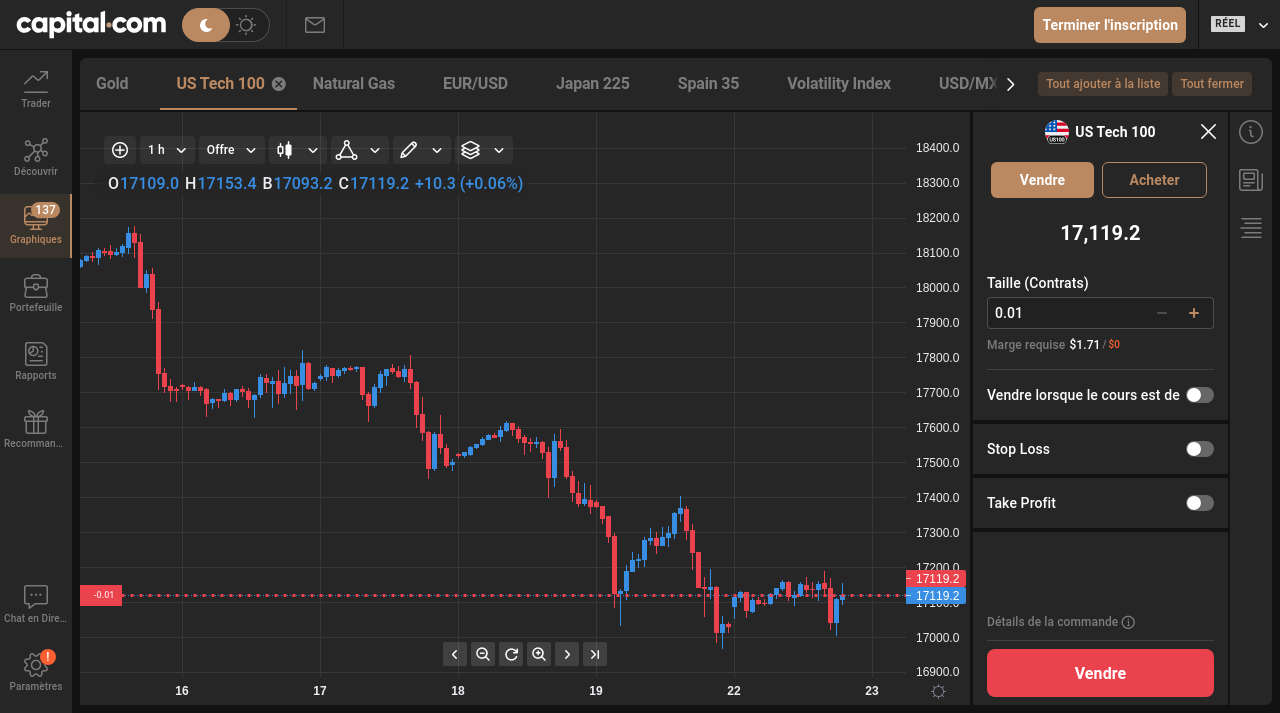 capital.com
Terminer l'inscription
RÉEL
Gold
US Tech 100
Natural Gas
EUR/USD
Japan 225
Spain 35
Volatility Index
USD/MX
Tout ajouter à la liste
Tout fermer
Trader
Découvrir
137
Graphiques
Portefeuille
Rapports
Recomman...
Chat en Dire...
!
Paramètres
1 h
Offre
O17109.0 H17153.4 B17093.2 C17119.2 +10.3 (+0.06%)
18400.0
18300.0
18200.0
18100.0
18000.0
17900.0
17800.0
17700.0
17600.0
17500.0
17400.0
17300.0
17200.0
17119.2
17119.2
17100.0
17000.0
16900.0
-0.01
16
17
18
19
22
23
US100
US Tech 100
Vendre
Acheter
17,119.2
Taille (Contrats)
0.01
Marge requise $1.71 / $0
Vendre lorsque le cours est de
Stop Loss
Take Profit
Détails de la commande
Vendre